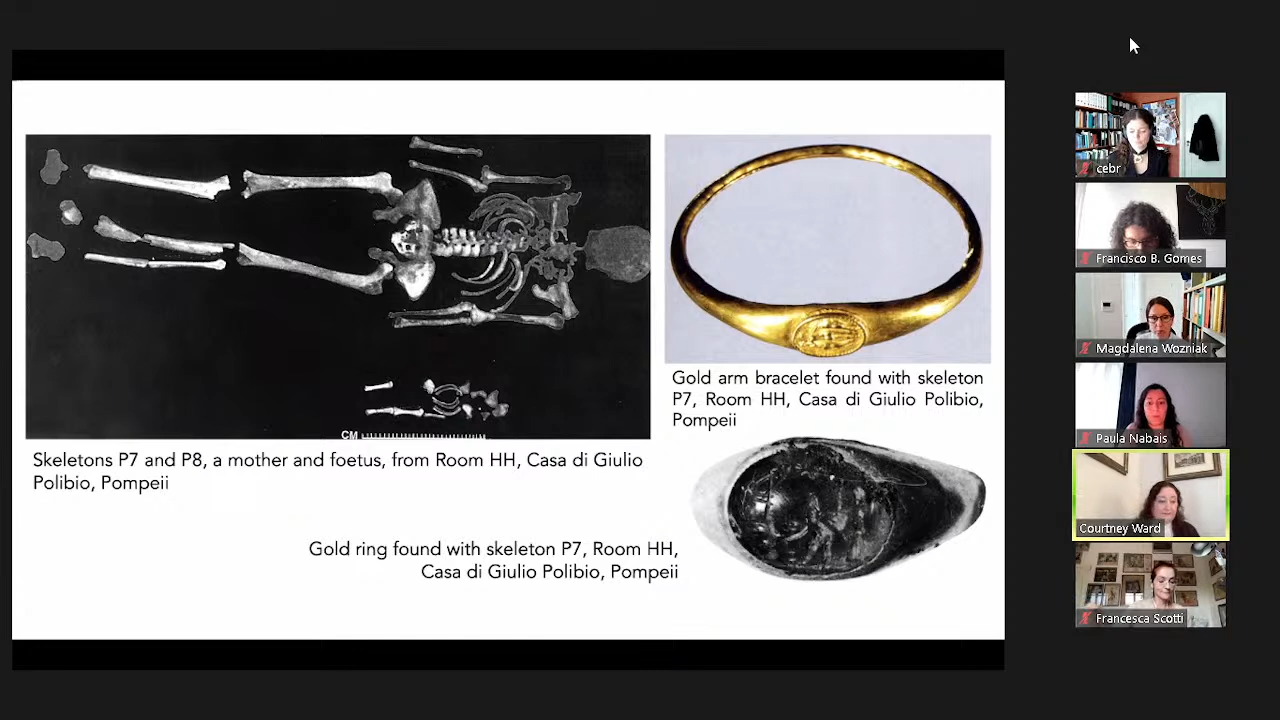 CM
Skeletons P7 and P8, a mother and foetus, from Room HH, Casa di Giulio
Polibio, Pompeii
Gold arm bracelet found with skeleton
P7, Room HH, Casa di Giulio Polibio,
Pompeii
Gold ring found with skeleton P7, Room HH,
Casa di Giulio Polibio, Pompeii
cebr
Francisco B. Gomes
Magdalena Wozniak
Paula Nabais
Courtney Ward
Francesca Scotti